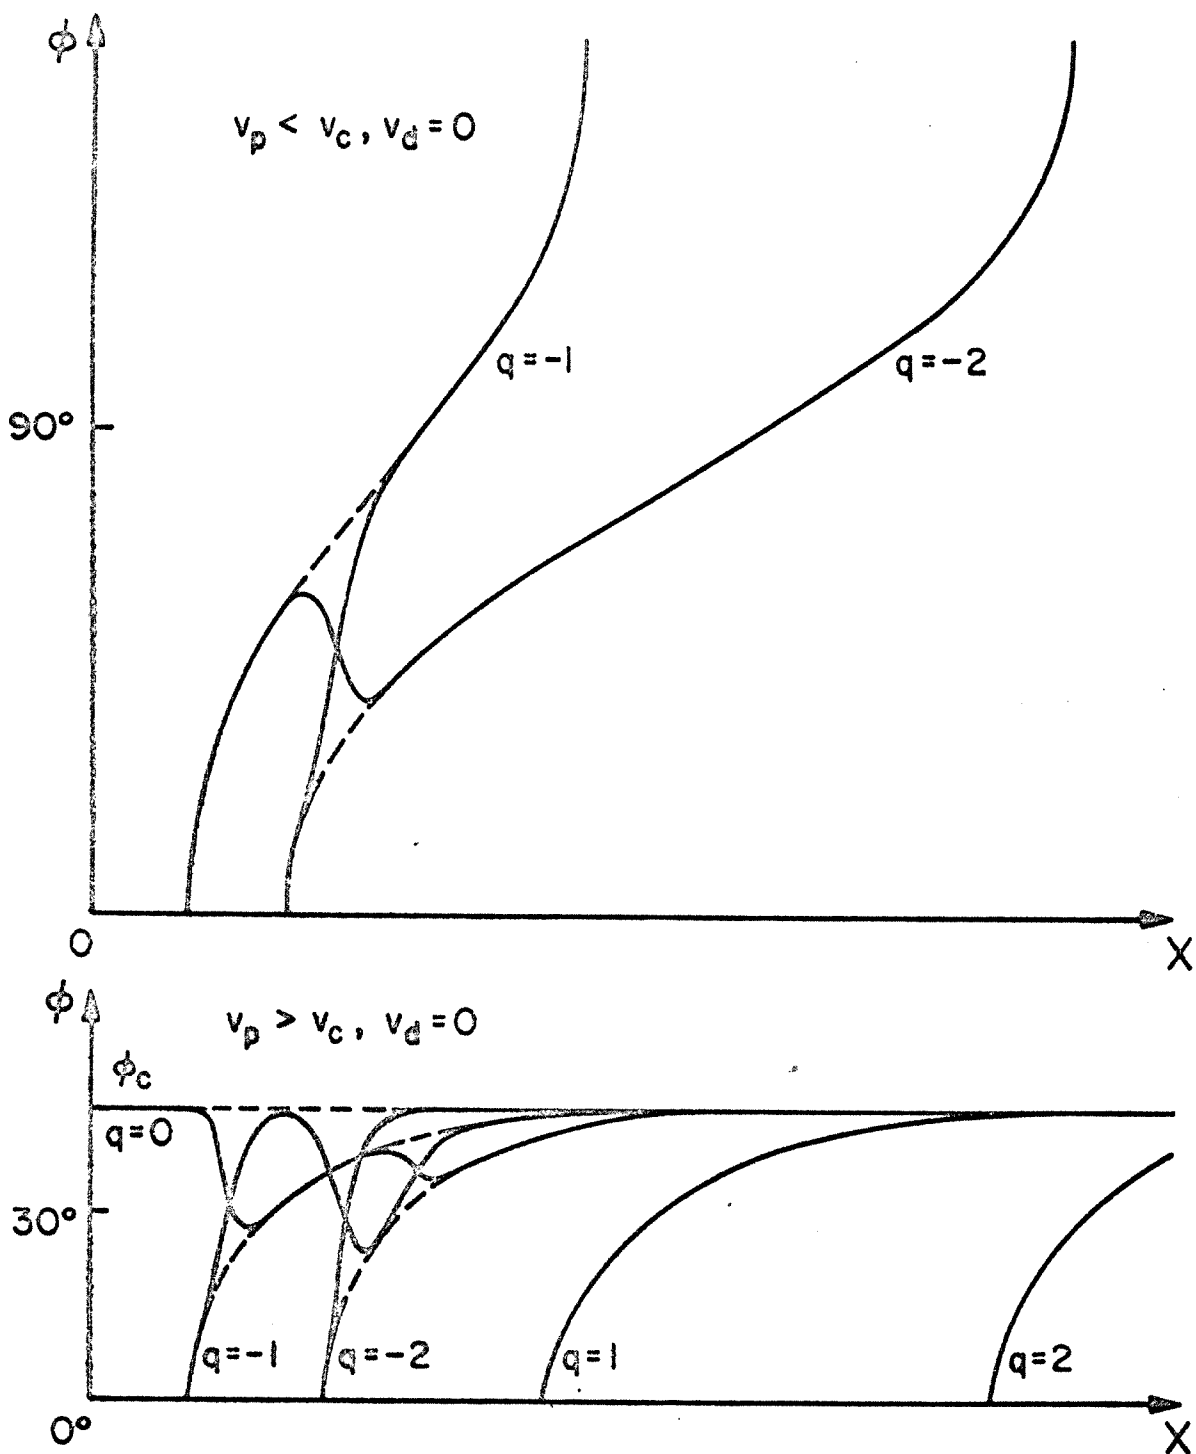 ϕ
v_p < v_c, v_d = 0
q = -1
q = -2
90°
0
X
ϕ
v_p > v_c, v_d = 0
ϕ_c
q = 0
30°
q = -1
q = -2
q = 1
q = 2
0°
X